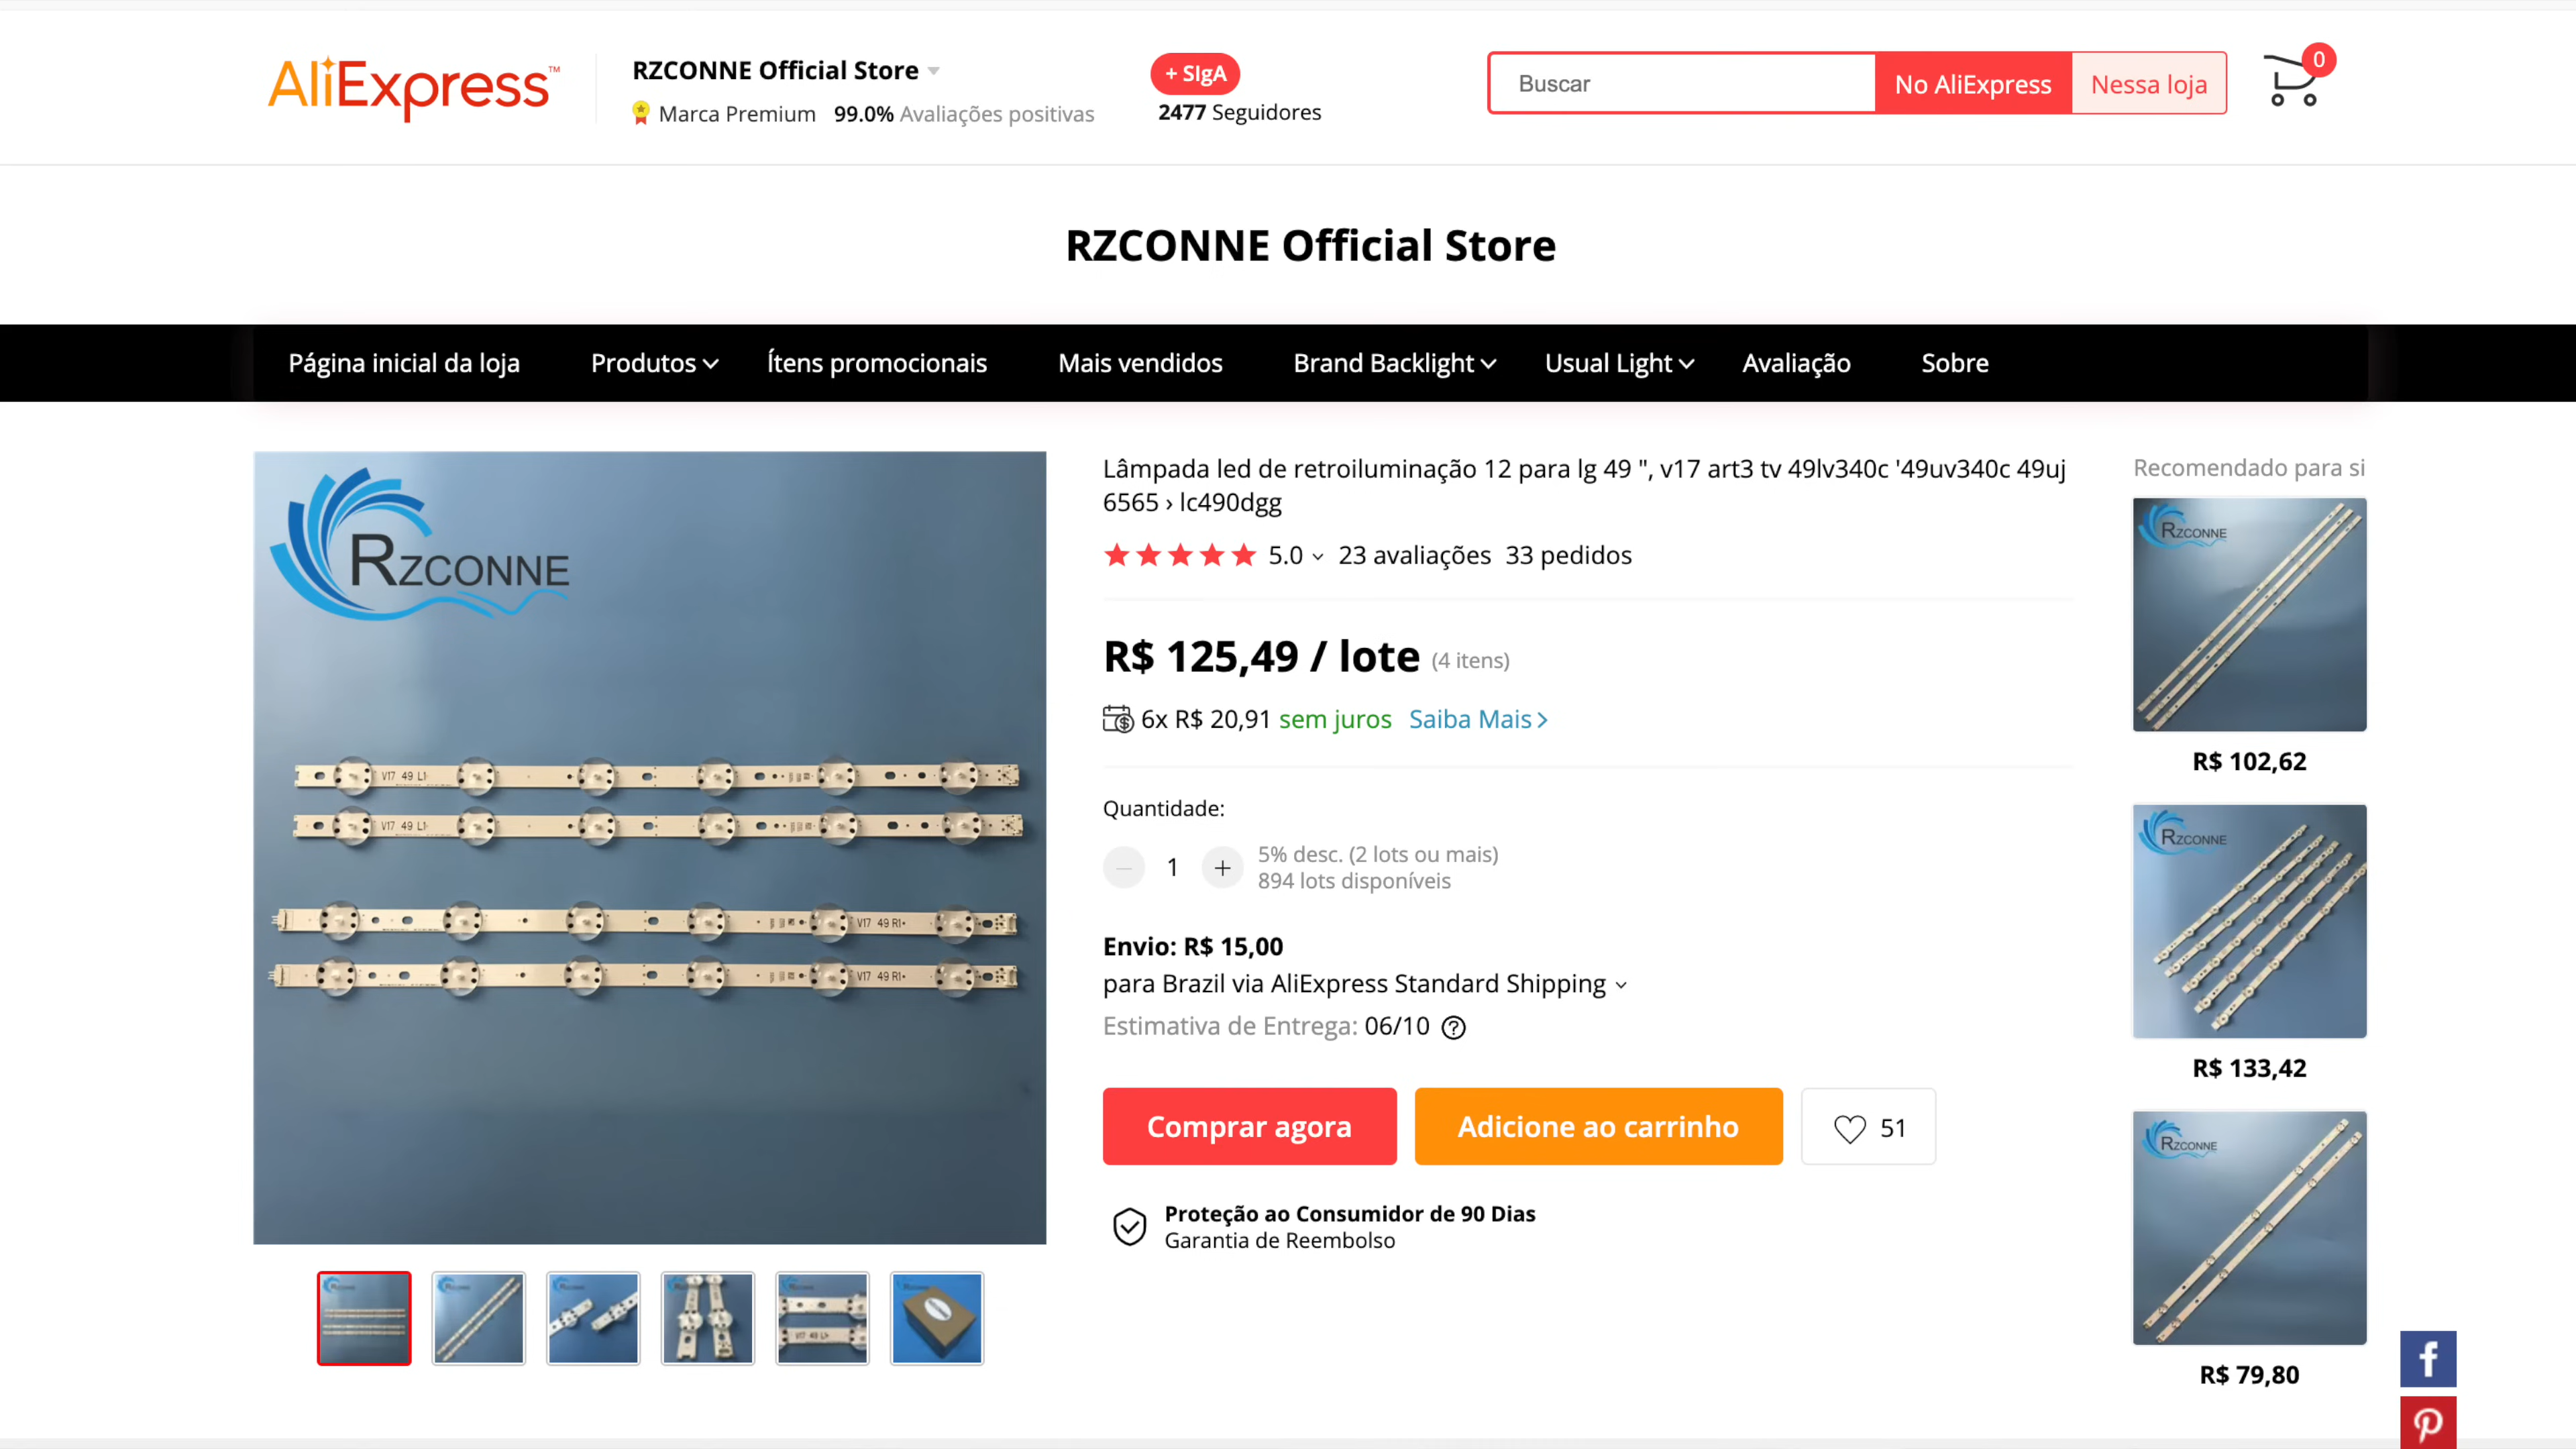 AliExpress™
RZCONNE Official Store
Marca Premium 99.0% Avaliações positivas
+ SIgA
2477 Seguidores
Buscar
No AliExpress
Nessa loja
0
RZCONNE Official Store
Página inicial da loja Produtos Ítens promocionais Mais vendidos Brand Backlight Usual Light Avaliação Sobre
RZCONNE
V17 49 L1
V17 49 L1
V17 49 R1
V17 49 R1
Lâmpada led de retroiluminação 12 para lg 49 ", v17 art3 tv 49lv340c '49uv340c 49uj
6565 › lc490dgg
5.0 23 avaliações 33 pedidos
R$ 125,49 / lote (4 itens)
6x R$ 20,91 sem juros Saiba Mais
Quantidade:
1
5% desc. (2 lots ou mais)
894 lots disponíveis
Envio: R$ 15,00
para Brazil via AliExpress Standard Shipping
Estimativa de Entrega: 06/10
Comprar agora
Adicione ao carrinho
51
Proteção ao Consumidor de 90 Dias
Garantia de Reembolso
Recomendado para si
RZCONNE
R$ 102,62
RZCONNE
R$ 133,42
RZCONNE
R$ 79,80